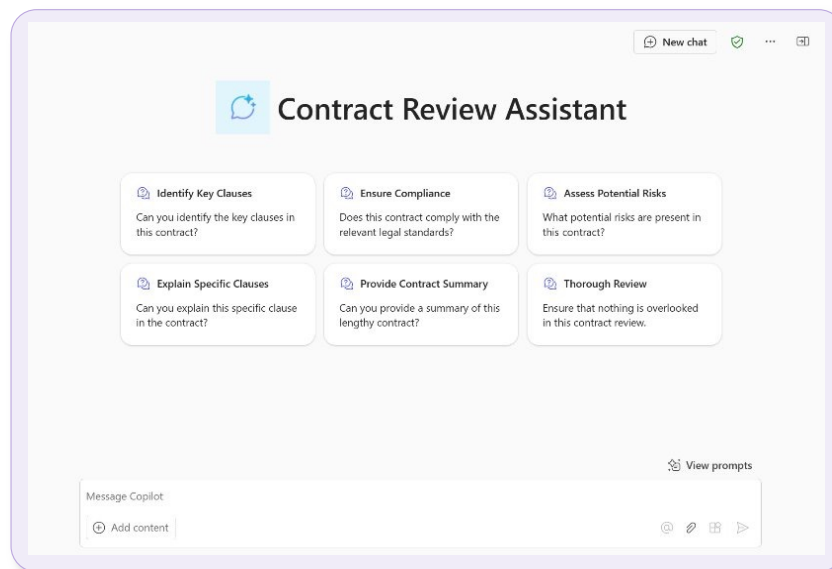 New chat
Contract Review Assistant
Identify Key Clauses
Can you identify the key clauses in
this contract?
Ensure Compliance
Does this contract comply with the
relevant legal standards?
Assess Potential Risks
What potential risks are present in
this contract?
Explain Specific Clauses
Can you explain this specific clause
in the contract?
Provide Contract Summary
Can you provide a summary of this
lengthy contract?
Thorough Review
Ensure that nothing is overlooked
in this contract review.
View prompts
Message Copilot
Add content